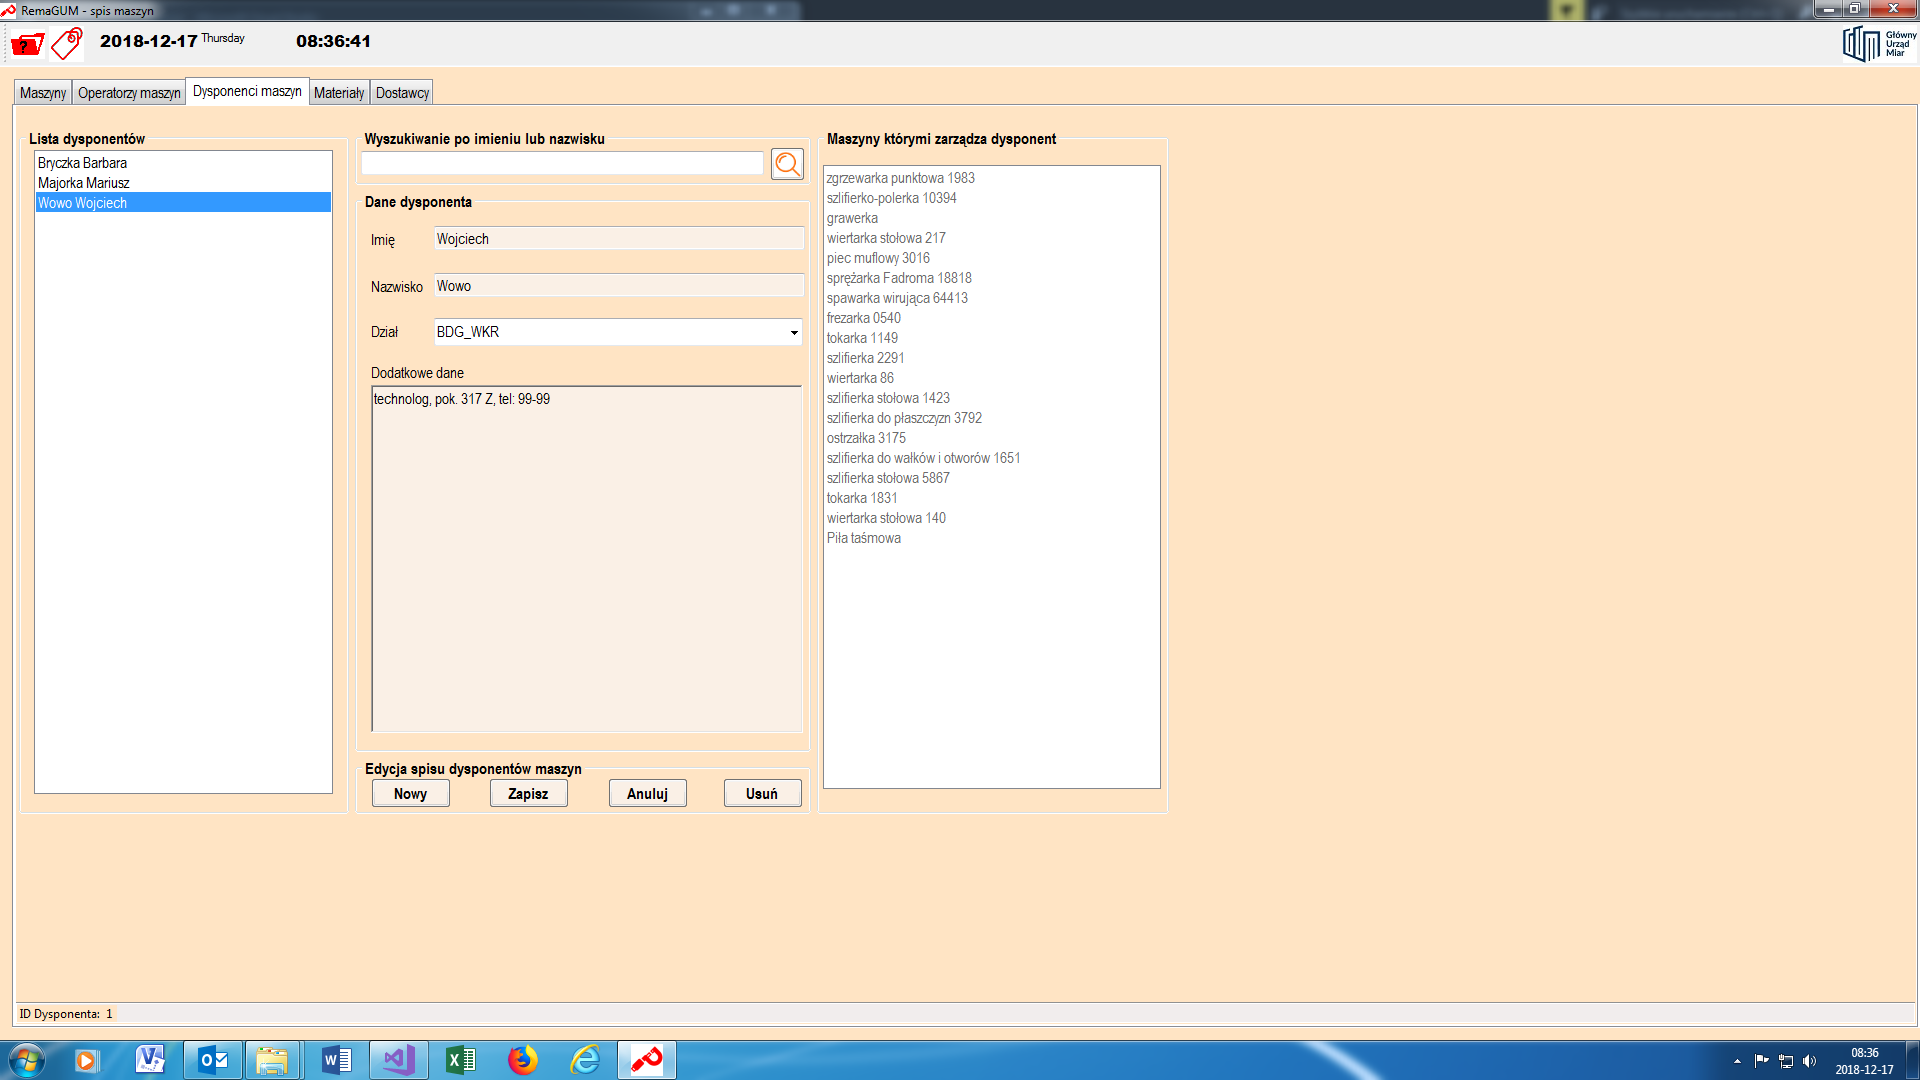 RemaGUM - spis maszyn
2018-12-17 Thursday 08:36:41
Główny
Urząd
Miar
Maszyny Operatorzy maszyn Dysponenci maszyn Materiały Dostawcy
Lista dysponentów
Bryczka Barbara
Majorka Mariusz
Wowo Wojciech
Wyszukiwanie po imieniu lub nazwisku
Dane dysponenta
Imię Wojciech
Nazwisko Wowo
Dział BDG_WKR
Dodatkowe dane
technolog, pok. 317 Z, tel: 99-99
Edycja spisu dysponentów maszyn
Nowy Zapisz Anuluj Usuń
Maszyny którymi zarządza dysponent
zgrzewarka punktowa 1983
szlifierko-polerka 10394
grawerka
wiertarka stołowa 217
piec muflowy 3016
sprężarka Fadroma 18818
spawarka wirująca 64413
frezarka 0540
tokarka 1149
szlifierka 2291
wiertarka 86
szlifierka stołowa 1423
szlifierka do płaszczyzn 3792
ostrzałka 3175
szlifierka do wałków i otworów 1651
szlifierka stołowa 5867
tokarka 1831
wiertarka stołowa 140
Piła taśmowa
ID Dysponenta: 1
08:36
2018-12-17